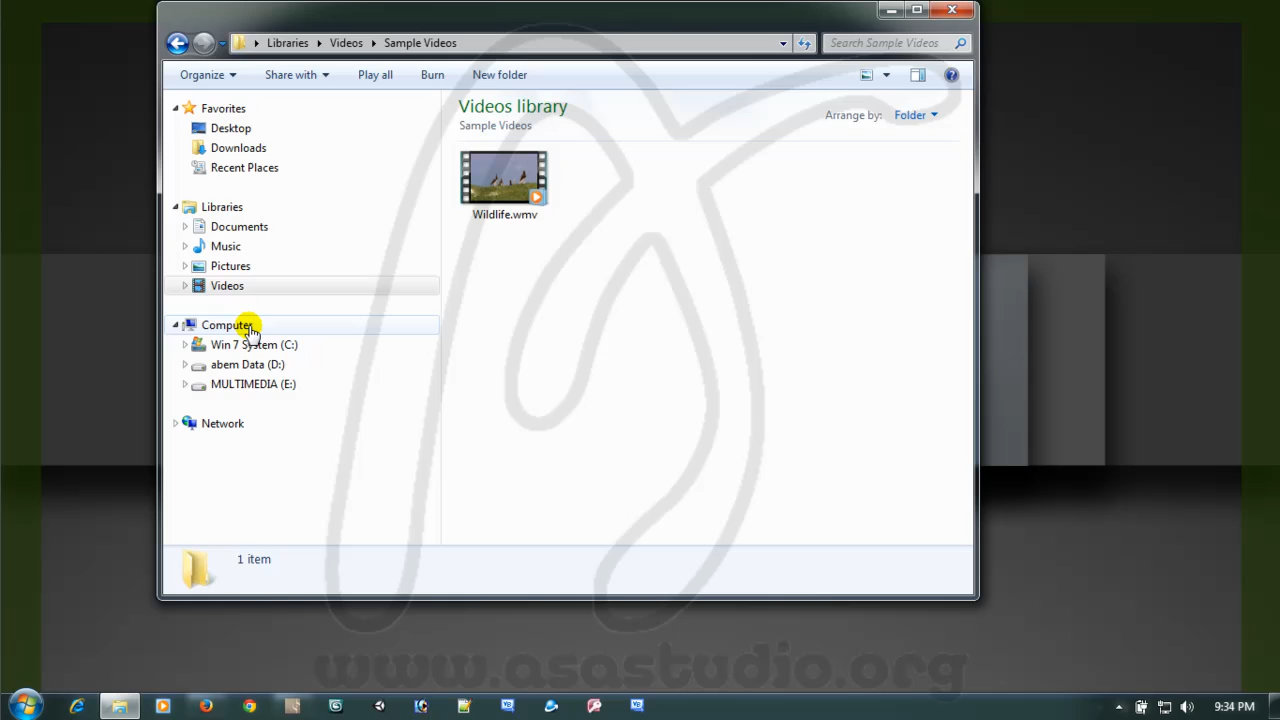 Libraries Videos Sample Videos
Search Sample Videos
Organize Share with Play all Burn New folder
Favorites
Desktop
Downloads
Recent Places
Libraries
Documents
Music
Pictures
Videos
Computer
Win 7 System (C:)
abem Data (D:)
MULTIMEDIA (E:)
Network
Videos library
Sample Videos
Arrange by: Folder
Wildlife.wmv
1 item
www.asastudio.org
9:34 PM